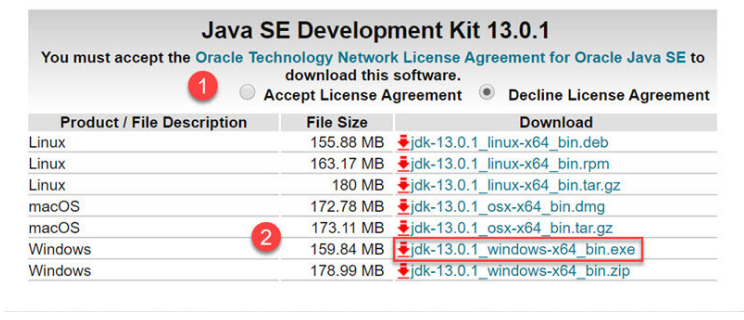 Java SE Development Kit 13.0.1
You must accept the Oracle Technology Network License Agreement for Oracle Java SE to
download this software.
1 Accept License Agreement Decline License Agreement
Product / File Description File Size Download
Linux 155.88 MB jdk-13.0.1_linux-x64_bin.deb
Linux 163.17 MB jdk-13.0.1_linux-x64_bin.rpm
Linux 180 MB jdk-13.0.1_linux-x64_bin.tar.gz
macOS 172.78 MB jdk-13.0.1_osx-x64_bin.dmg
macOS 173.11 MB jdk-13.0.1_osx-x64_bin.tar.gz
2
Windows 159.84 MB jdk-13.0.1_windows-x64_bin.exe
Windows 178.99 MB jdk-13.0.1_windows-x64_bin.zip